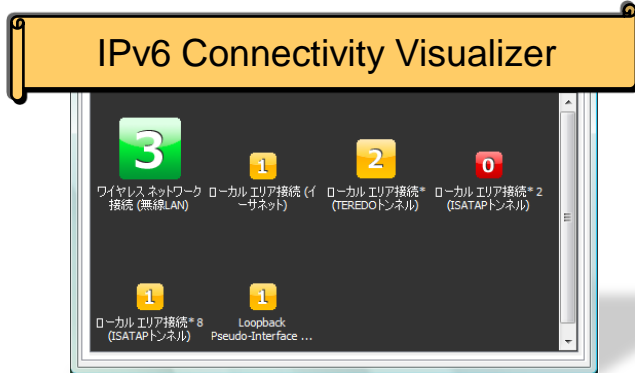 IPv6 Connectivity Visualizer
3
1
2
0
ワイヤレス ネットワーク
接続 (無線LAN)
ローカル エリア接続 (イ
ーサネット)
ローカル エリア接続*
(TEREDOトンネル)
ローカル エリア接続* 2
(ISATAPトンネル)
1
1
ローカル エリア接続* 8
(ISATAPトンネル)
Loopback
Pseudo-Interface ...